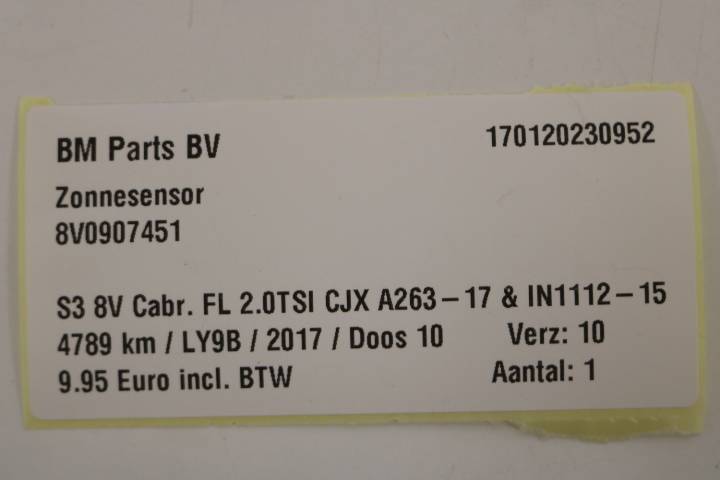 BM Parts BV 170120230952
Zonnesensor
8V0907451
S3 8V Cabr. FL 2.0TSI CJX A263-17 & IN1112-15
4789 km / LY9B / 2017 / Doos 10 Verz: 10
9.95 Euro incl. BTW Aantal: 1